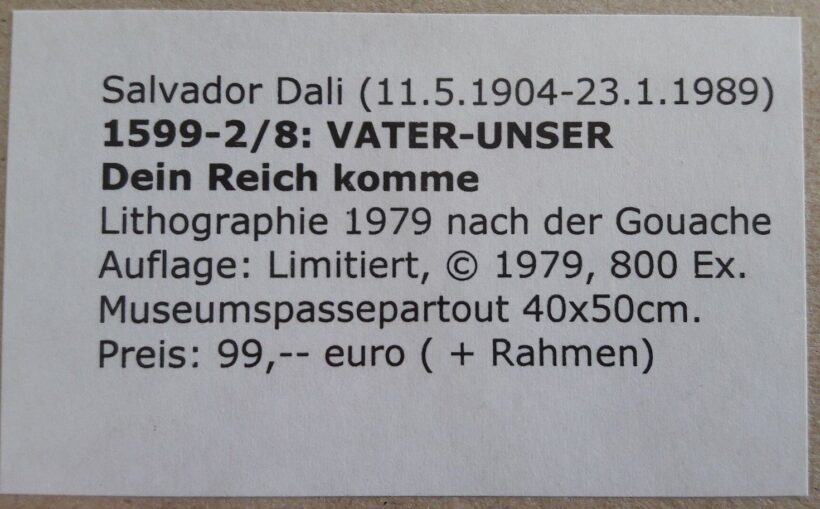 Salvador Dali (11.5.1904-23.1.1989)
1599-2/8: VATER-UNSER
Dein Reich komme
Lithographie 1979 nach der Gouache
Auflage: Limitiert, © 1979, 800 Ex.
Museumspassepartout 40x50cm.
Preis: 99,-- euro ( + Rahmen)